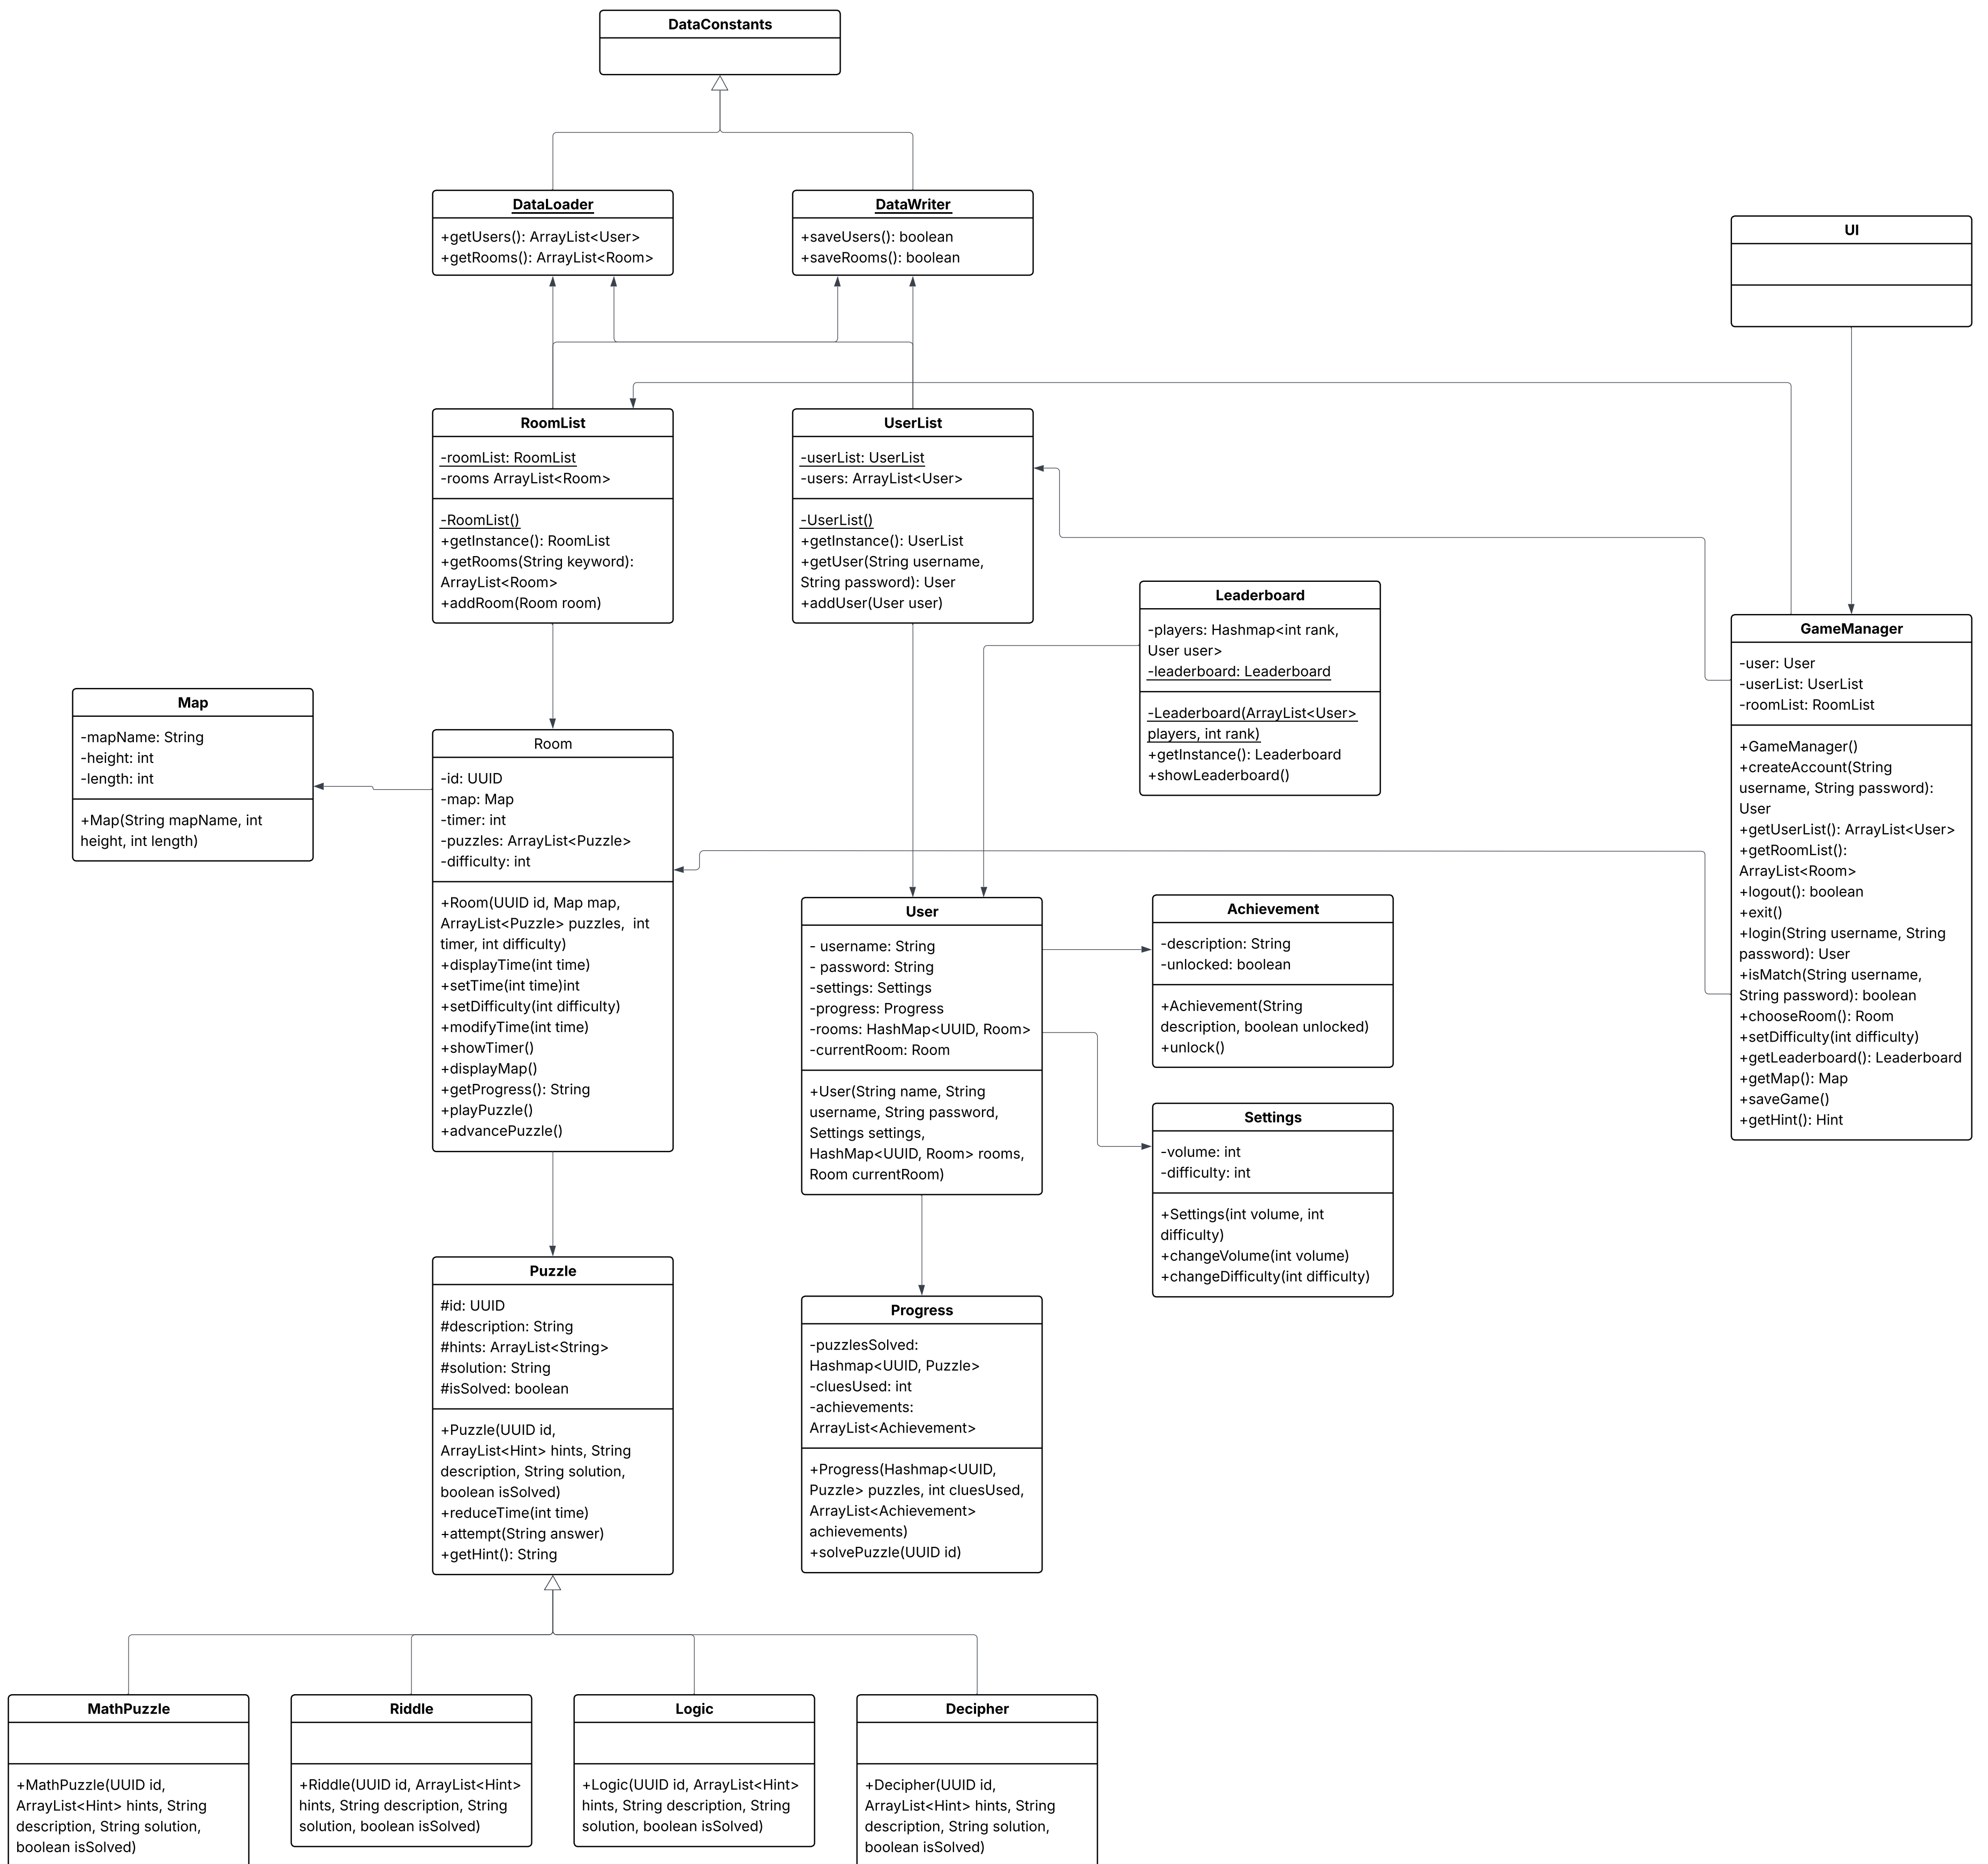 DataConstants
DataLoader
+getUsers(): ArrayList<User>
+getRooms(): ArrayList<Room>
DataWriter
+saveUsers(): boolean
+saveRooms(): boolean
UI
RoomList
-roomList: RoomList
-rooms ArrayList<Room>
-RoomList()
+getInstance(): RoomList
+getRooms(String keyword):
ArrayList<Room>
+addRoom(Room room)
UserList
-userList: UserList
-users: ArrayList<User>
-UserList()
+getInstance(): UserList
+getUser(String username,
String password): User
+addUser(User user)
Leaderboard
-players: Hashmap<int rank,
User user>
-leaderboard: Leaderboard
-Leaderboard(ArrayList<User>
players, int rank)
+getInstance(): Leaderboard
+showLeaderboard()
GameManager
-user: User
-userList: UserList
-roomList: RoomList
+GameManager()
+createAccount(String
username, String password):
User
+getUserList(): ArrayList<User>
+getRoomList():
ArrayList<Room>
+logout(): boolean
+exit()
+login(String username, String
password): User
+isMatch(String username,
String password): boolean
+chooseRoom(): Room
+setDifficulty(int difficulty)
+getLeaderboard(): Leaderboard
+getMap(): Map
+saveGame()
+getHint(): Hint
Map
-mapName: String
-height: int
-length: int
+Map(String mapName, int
height, int length)
Room
-id: UUID
-map: Map
-timer: int
-puzzles: ArrayList<Puzzle>
-difficulty: int
+Room(UUID id, Map map,
ArrayList<Puzzle> puzzles,  int
timer, int difficulty)
+displayTime(int time)
+setTime(int time)int
+setDifficulty(int difficulty)
+modifyTime(int time)
+showTimer()
+displayMap()
+getProgress(): String
+playPuzzle()
+advancePuzzle()
User
- username: String
- password: String
-settings: Settings
-progress: Progress
-rooms: HashMap<UUID, Room>
-currentRoom: Room
+User(String name, String
username, String password,
Settings settings,
HashMap<UUID, Room> rooms,
Room currentRoom)
Achievement
-description: String
-unlocked: boolean
+Achievement(String
description, boolean unlocked)
+unlock()
Settings
-volume: int
-difficulty: int
+Settings(int volume, int
difficulty)
+changeVolume(int volume)
+changeDifficulty(int difficulty)
Puzzle
#id: UUID
#description: String
#hints: ArrayList<String>
#solution: String
#isSolved: boolean
+Puzzle(UUID id,
ArrayList<Hint> hints, String
description, String solution,
boolean isSolved)
+reduceTime(int time)
+attempt(String answer)
+getHint(): String
Progress
-puzzlesSolved:
Hashmap<UUID, Puzzle>
-cluesUsed: int
-achievements:
ArrayList<Achievement>
+Progress(Hashmap<UUID,
Puzzle> puzzles, int cluesUsed,
ArrayList<Achievement>
achievements)
+solvePuzzle(UUID id)
MathPuzzle
+MathPuzzle(UUID id,
ArrayList<Hint> hints, String
description, String solution,
boolean isSolved)
Riddle
+Riddle(UUID id, ArrayList<Hint>
hints, String description, String
solution, boolean isSolved)
Logic
+Logic(UUID id, ArrayList<Hint>
hints, String description, String
solution, boolean isSolved)
Decipher
+Decipher(UUID id,
ArrayList<Hint> hints, String
description, String solution,
boolean isSolved)